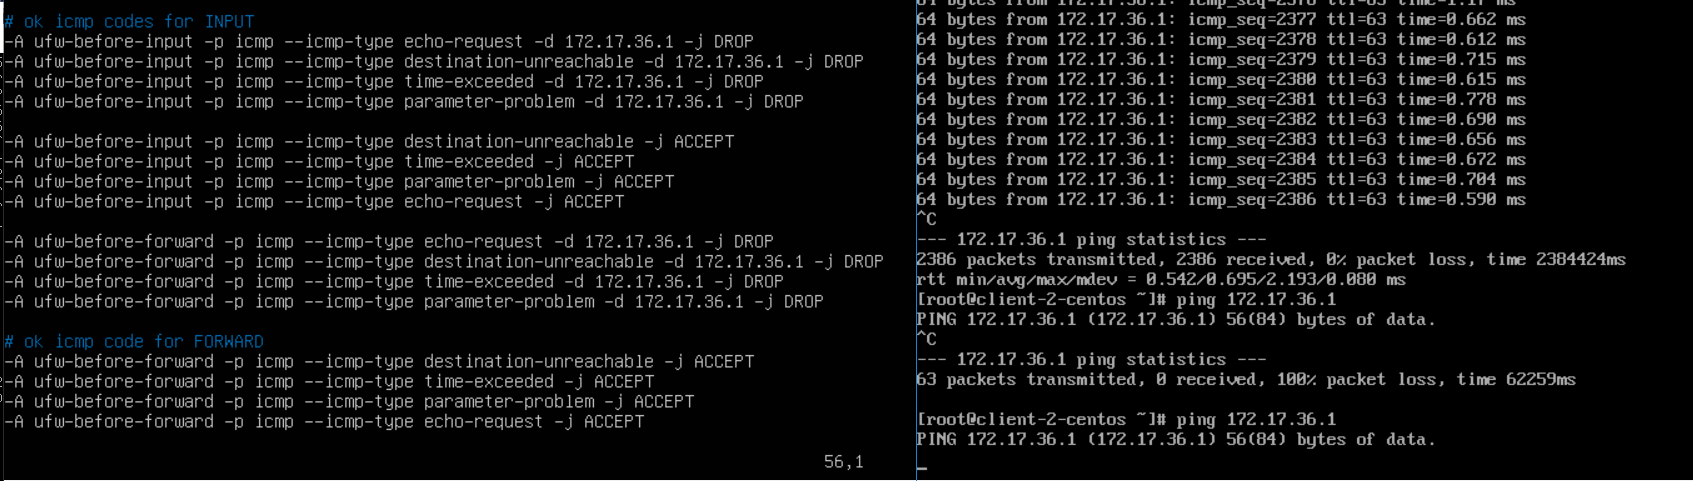 # ok icmp codes for INPUT
-A ufw-before-input -p icmp --icmp-type echo-request -d 172.17.36.1 -j DROP
-A ufw-before-input -p icmp --icmp-type destination-unreachable -d 172.17.36.1 -j DROP
-A ufw-before-input -p icmp --icmp-type time-exceeded -d 172.17.36.1 -j DROP
-A ufw-before-input -p icmp --icmp-type parameter-problem -d 172.17.36.1 -j DROP
-A ufw-before-input -p icmp --icmp-type destination-unreachable -j ACCEPT
-A ufw-before-input -p icmp --icmp-type time-exceeded -j ACCEPT
-A ufw-before-input -p icmp --icmp-type parameter-problem -j ACCEPT
-A ufw-before-input -p icmp --icmp-type echo-request -j ACCEPT
-A ufw-before-forward -p icmp --icmp-type echo-request -d 172.17.36.1 -j DROP
-A ufw-before-forward -p icmp --icmp-type destination-unreachable -d 172.17.36.1 -j DROP
-A ufw-before-forward -p icmp --icmp-type time-exceeded -d 172.17.36.1 -j DROP
-A ufw-before-forward -p icmp --icmp-type parameter-problem -d 172.17.36.1 -j DROP
# ok icmp code for FORWARD
-A ufw-before-forward -p icmp --icmp-type destination-unreachable -j ACCEPT
-A ufw-before-forward -p icmp --icmp-type time-exceeded -j ACCEPT
-A ufw-before-forward -p icmp --icmp-type parameter-problem -j ACCEPT
-A ufw-before-forward -p icmp --icmp-type echo-request -j ACCEPT
56,1
64 bytes from 172.17.36.1: icmp_seq=2376 ttl=63 time=1.17 ms
64 bytes from 172.17.36.1: icmp_seq=2377 ttl=63 time=0.662 ms
64 bytes from 172.17.36.1: icmp_seq=2378 ttl=63 time=0.612 ms
64 bytes from 172.17.36.1: icmp_seq=2379 ttl=63 time=0.715 ms
64 bytes from 172.17.36.1: icmp_seq=2380 ttl=63 time=0.615 ms
64 bytes from 172.17.36.1: icmp_seq=2381 ttl=63 time=0.778 ms
64 bytes from 172.17.36.1: icmp_seq=2382 ttl=63 time=0.690 ms
64 bytes from 172.17.36.1: icmp_seq=2383 ttl=63 time=0.656 ms
64 bytes from 172.17.36.1: icmp_seq=2384 ttl=63 time=0.672 ms
64 bytes from 172.17.36.1: icmp_seq=2385 ttl=63 time=0.704 ms
64 bytes from 172.17.36.1: icmp_seq=2386 ttl=63 time=0.590 ms
^C
--- 172.17.36.1 ping statistics ---
2386 packets transmitted, 2386 received, 0% packet loss, time 2384424ms
rtt min/avg/max/mdev = 0.542/0.695/2.193/0.080 ms
[root@client-2-centos ~]# ping 172.17.36.1
PING 172.17.36.1 (172.17.36.1) 56(84) bytes of data.
^C
--- 172.17.36.1 ping statistics ---
63 packets transmitted, 0 received, 100% packet loss, time 62259ms
[root@client-2-centos ~]# ping 172.17.36.1
PING 172.17.36.1 (172.17.36.1) 56(84) bytes of data.